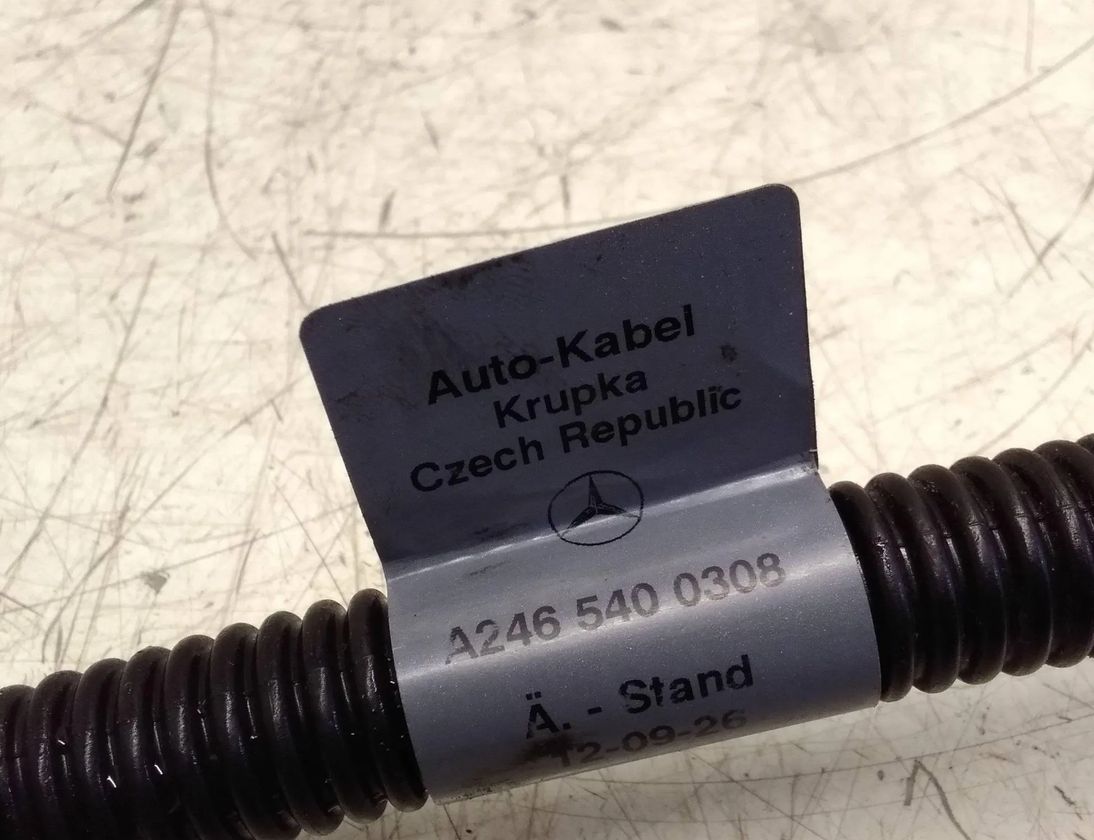 Auto-Kabel
Krupka
Czech Republic
A246 540 0308
Ä. - Stand
12-09-26